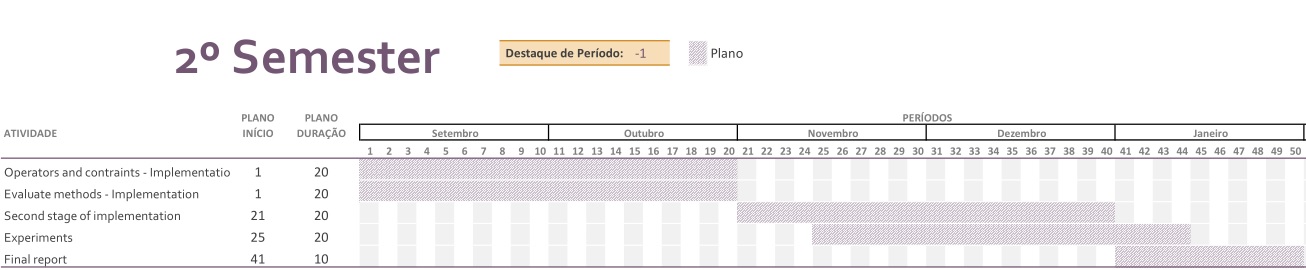 2º Semester
Destaque de Período: -1
Plano
PLANO PLANO PERÍODOS
ATIVIDADE INÍCIO DURAÇÃO Setembro Outubro Novembro Dezembro Janeiro
1 2 3 4 5 6 7 8 9 10 11 12 13 14 15 16 17 18 19 20 21 22 23 24 25 26 27 28 29 30 31 32 33 34 35 36 37 38 39 40 41 42 43 44 45 46 47 48 49 50
Operators and contraints - Implementatio 1 20
Evaluate methods - Implementation 1 20
Second stage of implementation 21 20
Experiments 25 20
Final report 41 10